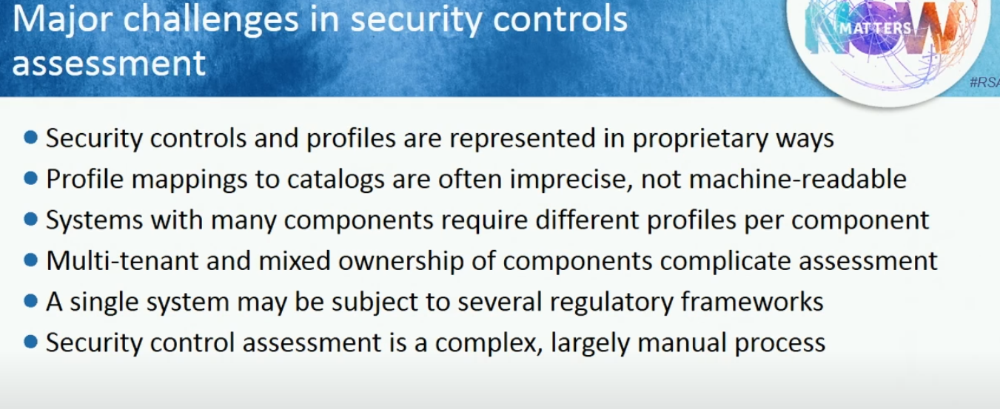 Major challenges in security controls
assessment
NOW
MATTERS
#RSA
● Security controls and profiles are represented in proprietary ways
● Profile mappings to catalogs are often imprecise, not machine-readable
● Systems with many components require different profiles per component
● Multi-tenant and mixed ownership of components complicate assessment
● A single system may be subject to several regulatory frameworks
● Security control assessment is a complex, largely manual process